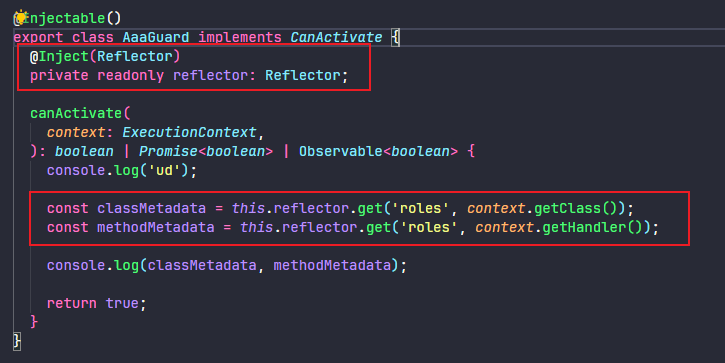 @Injectable()
export class AaaGuard implements CanActivate {
  @Inject(Reflector)
  private readonly reflector: Reflector;
  canActivate(
    context: ExecutionContext,
  ): boolean | Promise<boolean> | Observable<boolean> {
    console.log('ud');
    const classMetadata = this.reflector.get('roles', context.getClass());
    const methodMetadata = this.reflector.get('roles', context.getHandler());
    console.log(classMetadata, methodMetadata);
    return true;
  }
}